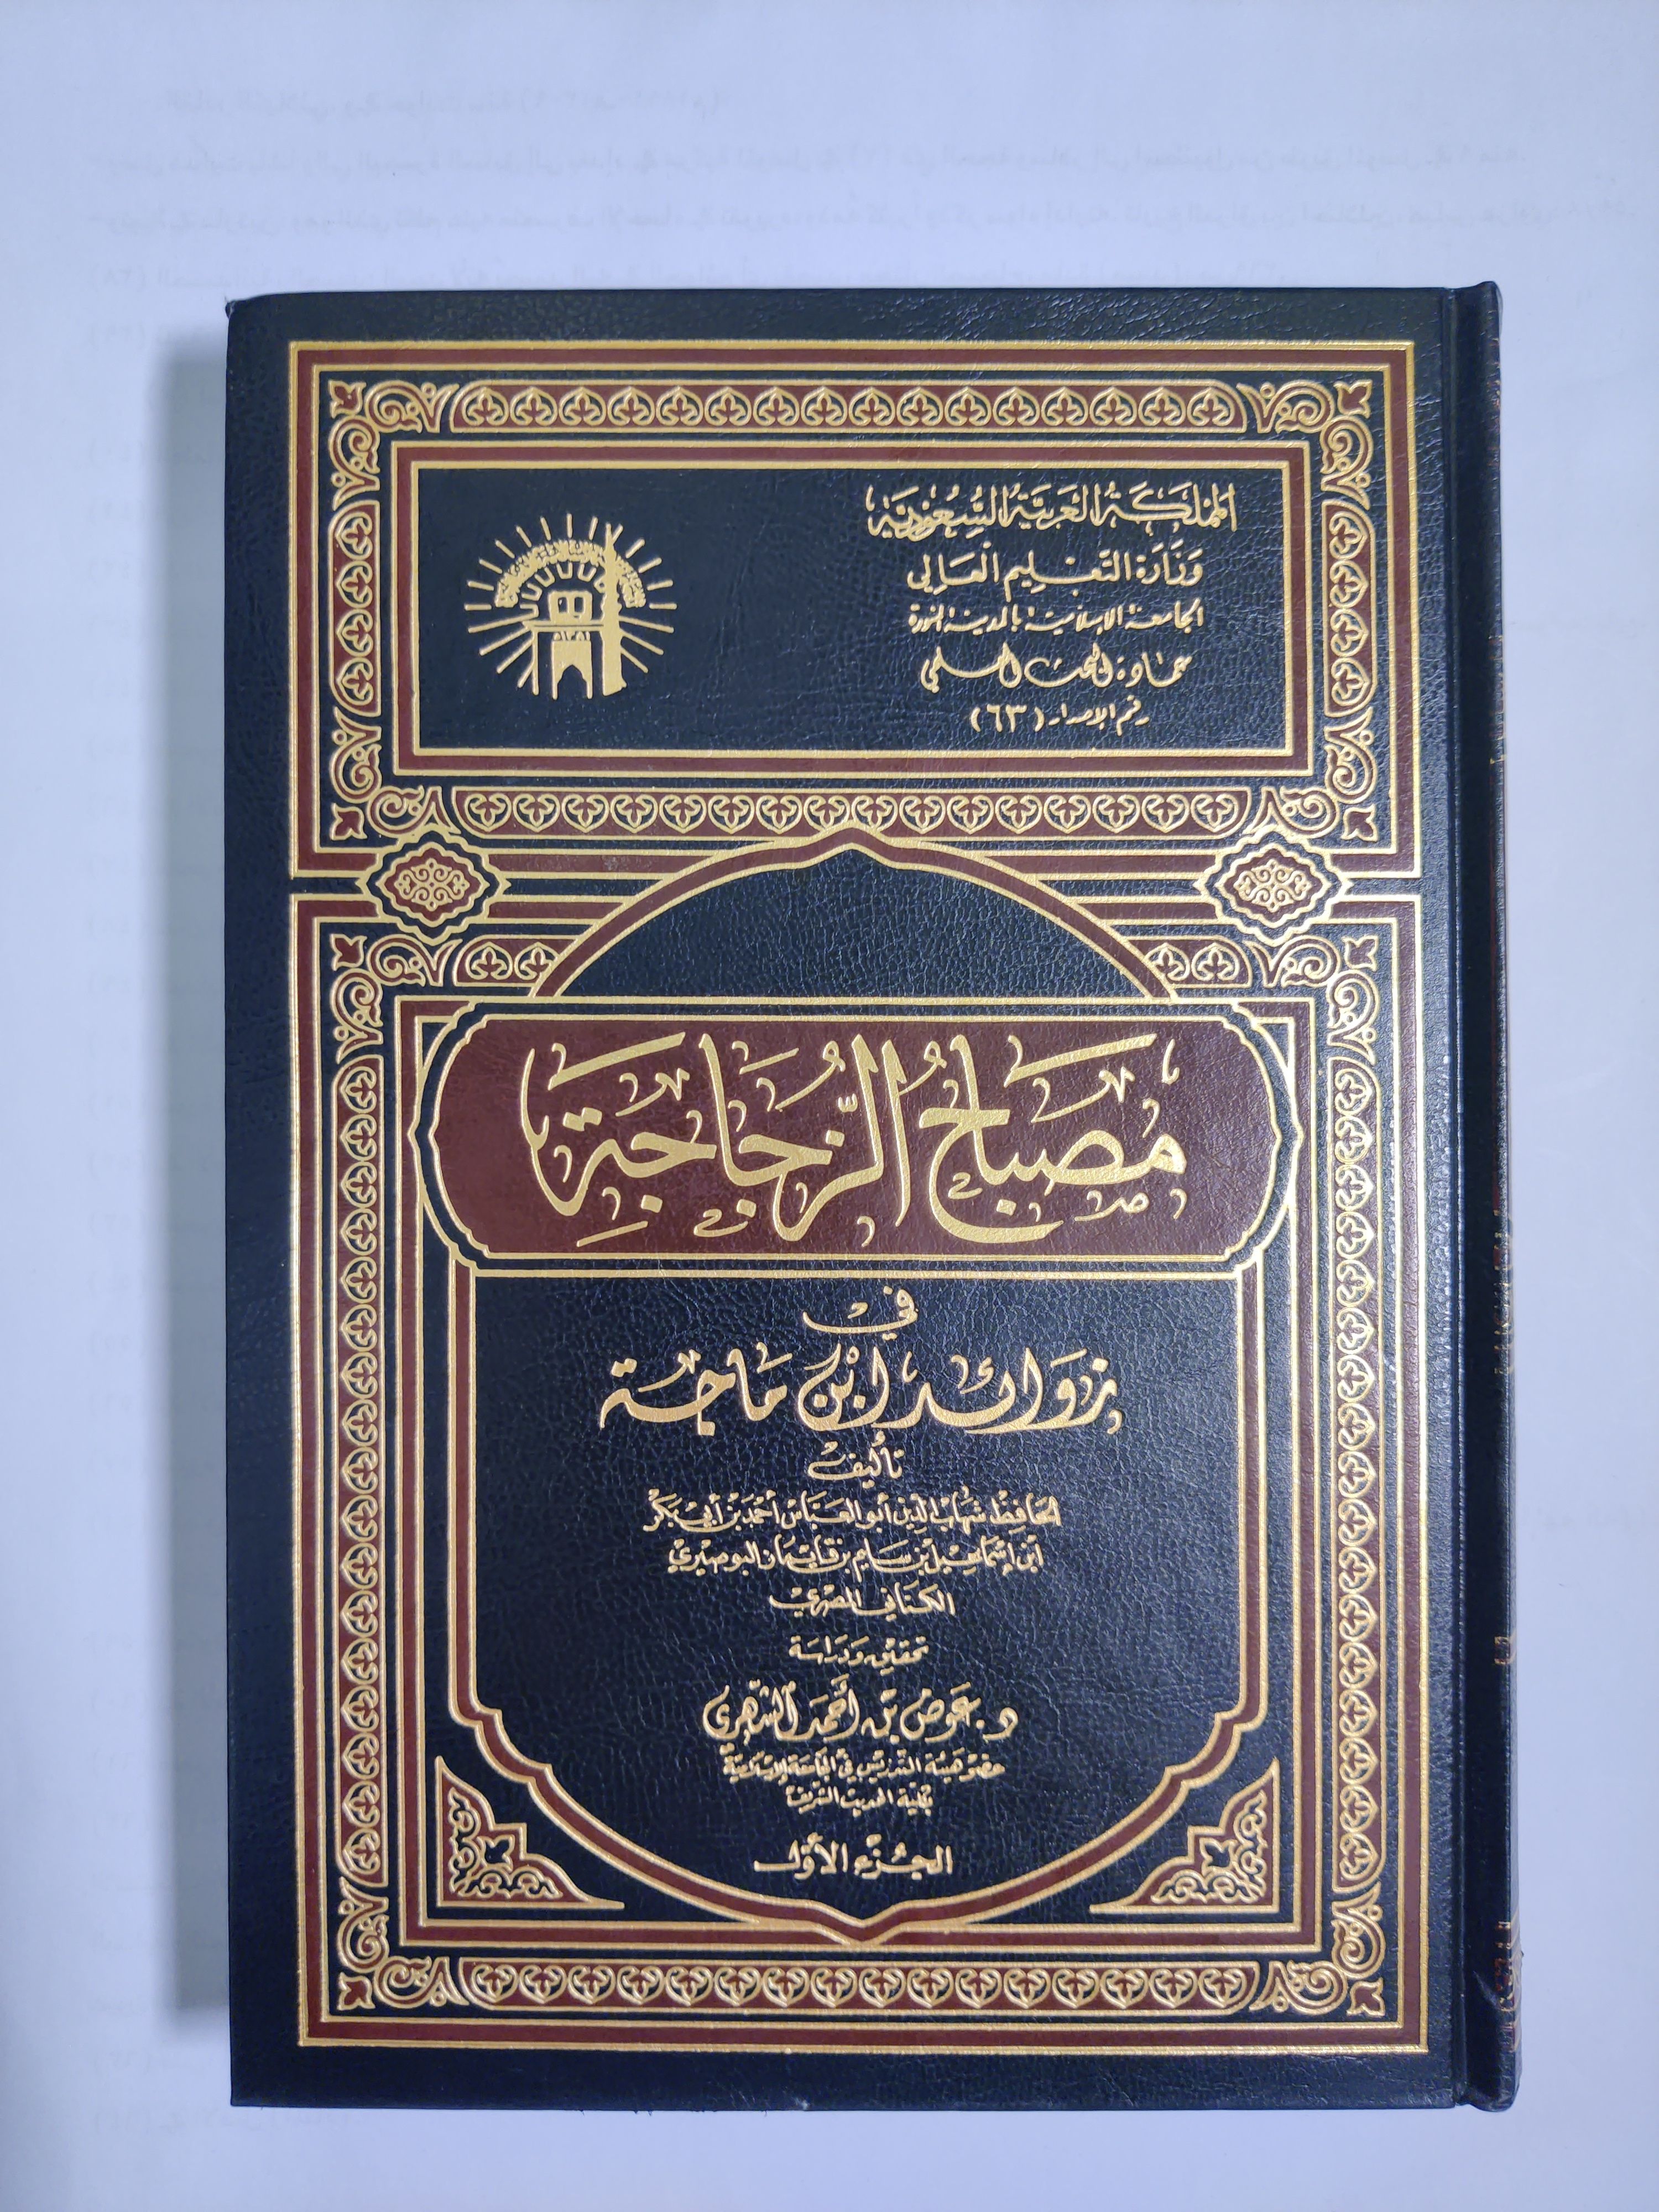 المملكة العربية السعودية
وزارة التعليم العالي
الجامعة الإسلامية بالمدينة المنورة
عمادة البحث العلمي
رقم الإصدار (٦٣)
مصباح الزجاجة
في
زوائد ابن ماجة
تأليف
الحافظ شهاب الدين أبو العباس أحمد بن أبي بكر
ابن إسماعيل بن سليم بن قايماز البوصيري
الكناني المصري
تحقيق ودراسة
د. عوض بن أحمد الشهري
عضو هيئة التدريس في الجامعة الإسلامية
بكلية الحديث الشريف
الجزء الأول